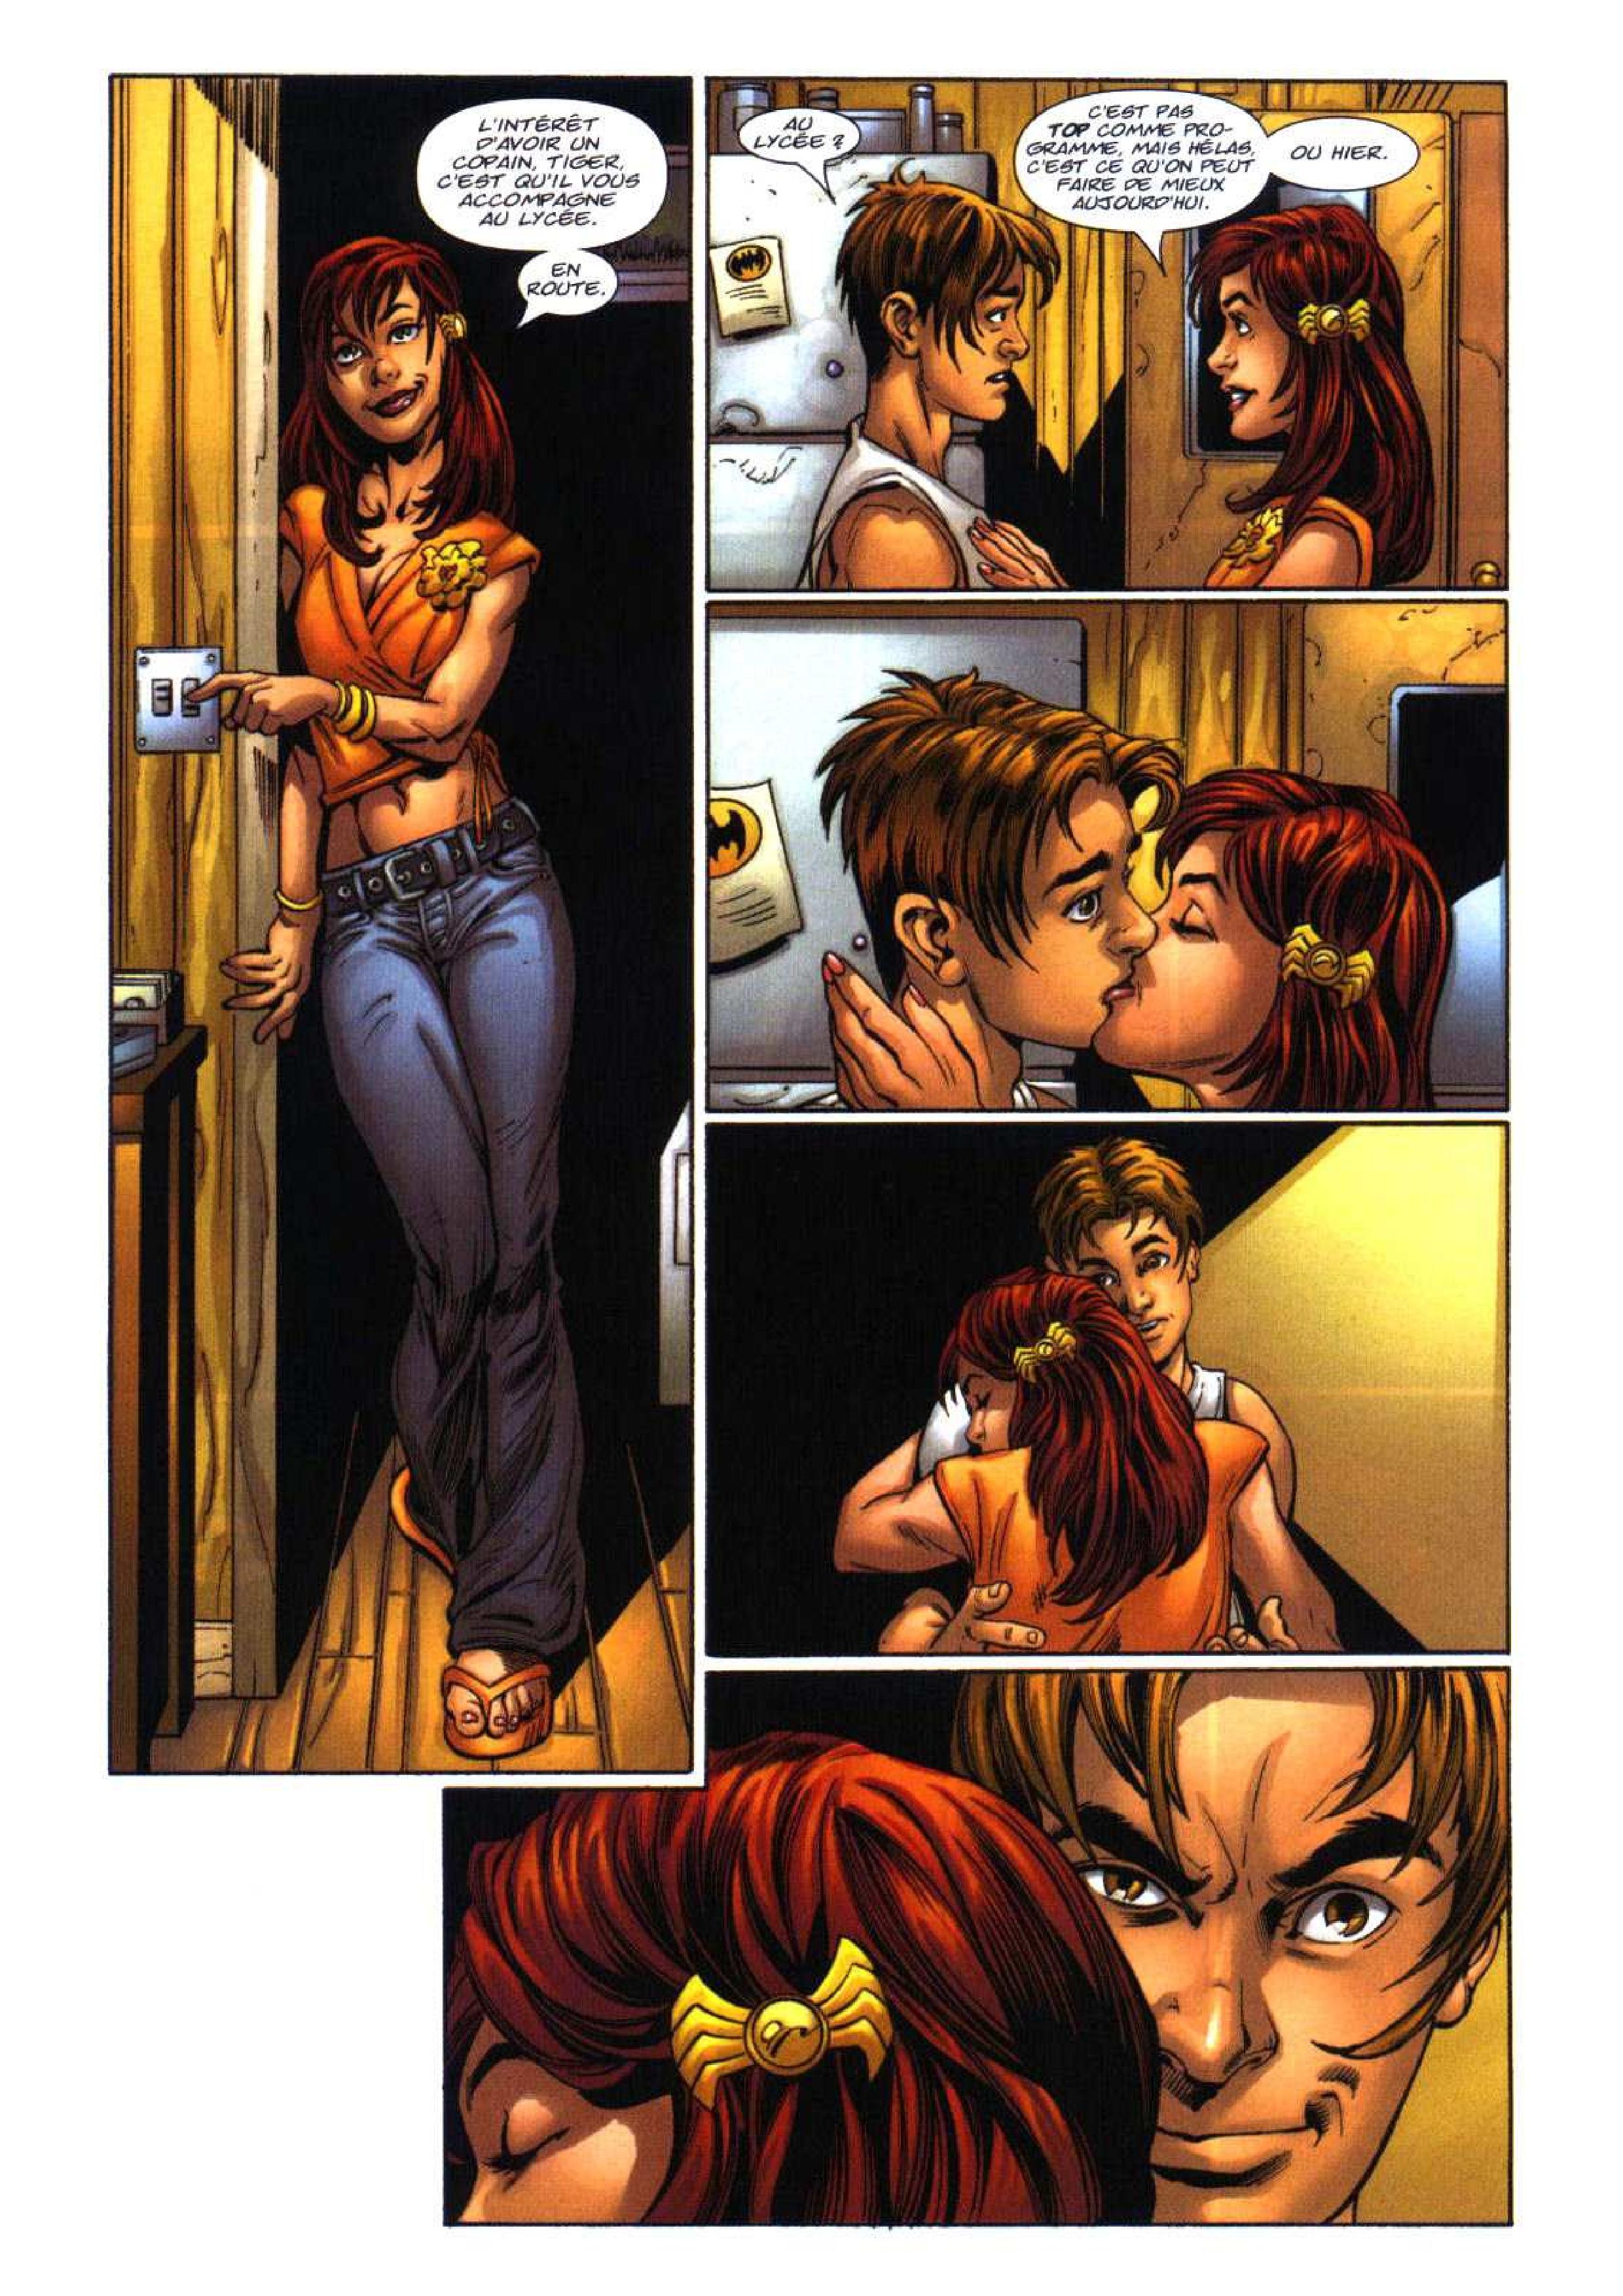 L'INTÉRÊT
D'AVOIR UN
COPAIN, TIGER,
C'EST QU'IL VOUS
ACCOMPAGNE
AU LYCÉE.
EN
ROUTE.
AU
LYCÉE ?
C'EST PAS
TOP COMME PRO-
GRAMME, MAIS HÉLAS,
C'EST CE QU'ON PEUT
FAIRE DE MIEUX
AUJOURD'HUI.
OU HIER.